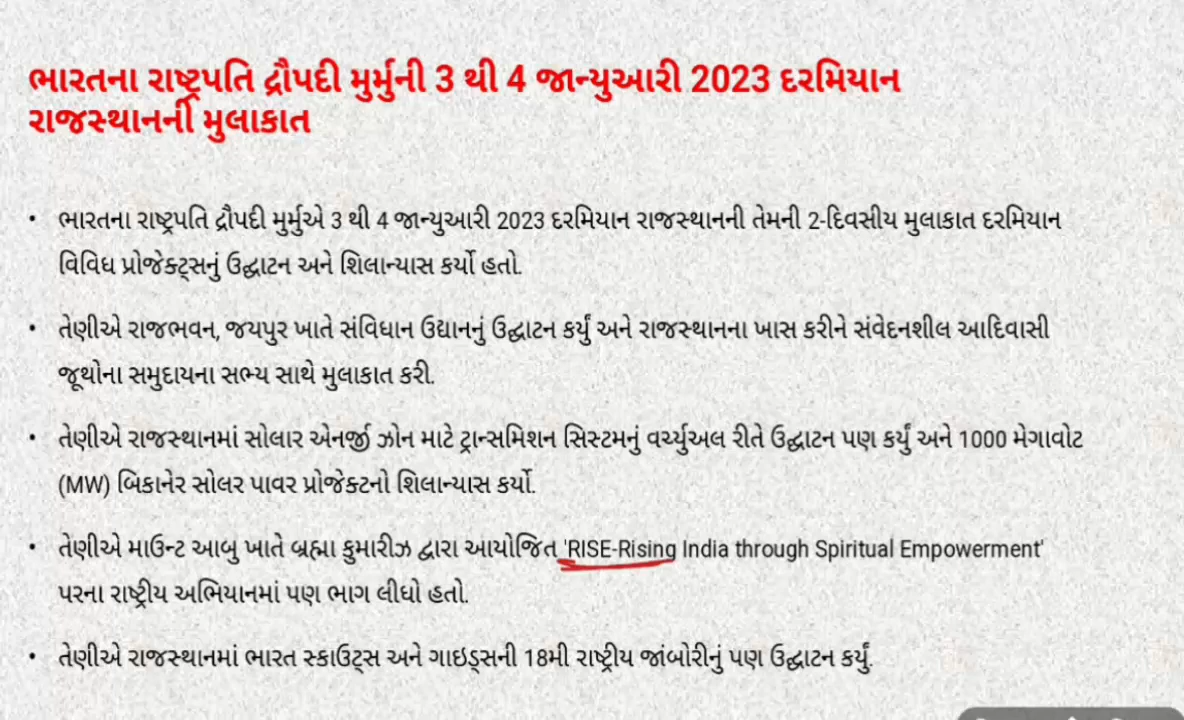 ભારતના રાષ્ટ્રપતિ દ્રૌપદી મુર્મુની 3 થી 4 જાન્યુઆરી 2023 દરમિયાન
રાજસ્થાનની મુલાકાત
• ભારતના રાષ્ટ્રપતિ દ્રૌપદી મુર્મુએ 3 થી 4 જાન્યુઆરી 2023 દરમિયાન રાજસ્થાનની તેમની 2-દિવસીય મુલાકાત દરમિયાન
વિવિધ પ્રોજેક્ટ્સનું ઉદ્ઘાટન અને શિલાન્યાસ કર્યો હતો.
• તેણીએ રાજભવન, જયપુર ખાતે સંવિધાન ઉદ્યાનનું ઉદ્ઘાટન કર્યું અને રાજસ્થાનના ખાસ કરીને સંવેદનશીલ આદિવાસી
જૂથોના સમુદાયના સભ્ય સાથે મુલાકાત કરી.
• તેણીએ રાજસ્થાનમાં સોલાર એનર્જી ઝોન માટે ટ્રાન્સમિશન સિસ્ટમનું વર્ચ્યુઅલ રીતે ઉદ્ઘાટન પણ કર્યું અને 1000 મેગાવોટ
(MW) બિકાનેર સોલર પાવર પ્રોજેક્ટનો શિલાન્યાસ કર્યો.
• તેણીએ માઉન્ટ આબુ ખાતે બ્રહ્મા કુમારીઝ દ્વારા આયોજિત 'RISE-Rising India through Spiritual Empowerment'
પરના રાષ્ટ્રીય અભિયાનમાં પણ ભાગ લીધો હતો.
• તેણીએ રાજસ્થાનમાં ભારત સ્કાઉટ્સ અને ગાઇડ્સની 18મી રાષ્ટ્રીય જાંબોરીનું પણ ઉદ્ઘાટન કર્યું.